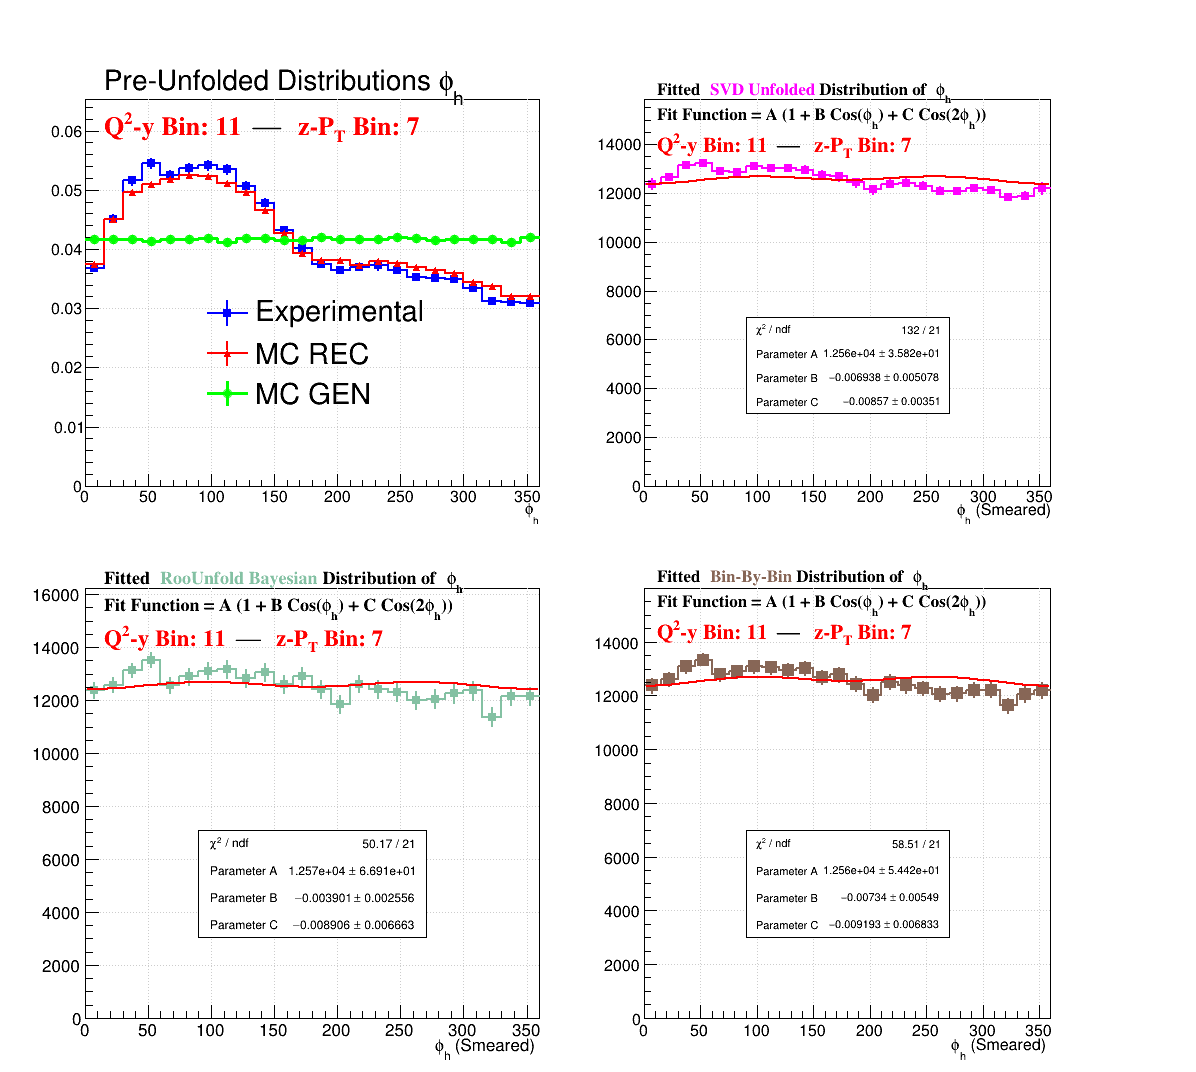 Pre-Unfolded Distributions ϕh
Q²-y Bin: 11 — z-PT Bin: 7
0.06
0.05
0.04
0.03
0.02
0.01
0
Experimental
MC REC
MC GEN
0 50 100 150 200 250 300 350
ϕh
Fitted SVD Unfolded Distribution of ϕh
Fit Function = A (1 + B Cos(ϕh) + C Cos(2ϕh))
Q²-y Bin: 11 — z-PT Bin: 7
14000
12000
10000
8000
6000
4000
2000
0
χ² / ndf 132 / 21
Parameter A 1.256e+04 ± 3.582e+01
Parameter B −0.006938 ± 0.005078
Parameter C −0.00857 ± 0.00351
0 50 100 150 200 250 300 350
ϕh (Smeared)
Fitted RooUnfold Bayesian Distribution of ϕh
Fit Function = A (1 + B Cos(ϕh) + C Cos(2ϕh))
Q²-y Bin: 11 — z-PT Bin: 7
16000
14000
12000
10000
8000
6000
4000
2000
0
χ² / ndf 50.17 / 21
Parameter A 1.257e+04 ± 6.691e+01
Parameter B −0.003901 ± 0.002556
Parameter C −0.008906 ± 0.006663
0 50 100 150 200 250 300 350
ϕh (Smeared)
Fitted Bin-By-Bin Distribution of ϕh
Fit Function = A (1 + B Cos(ϕh) + C Cos(2ϕh))
Q²-y Bin: 11 — z-PT Bin: 7
14000
12000
10000
8000
6000
4000
2000
0
χ² / ndf 58.51 / 21
Parameter A 1.256e+04 ± 5.442e+01
Parameter B −0.00734 ± 0.00549
Parameter C −0.009193 ± 0.006833
0 50 100 150 200 250 300 350
ϕh (Smeared)